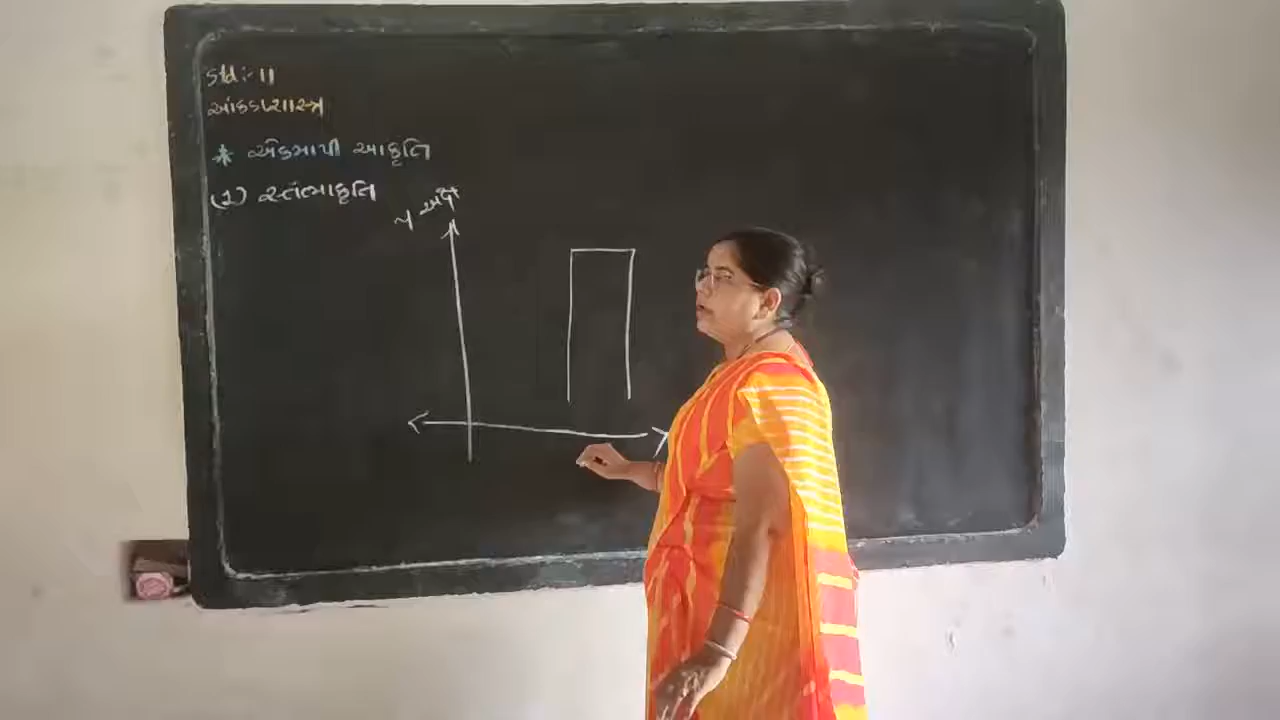 Std :- 11
આંકડાશાસ્ત્ર
* એકમાપી આકૃતિ
(1) સ્તંભાકૃતિ
y અક્ષ